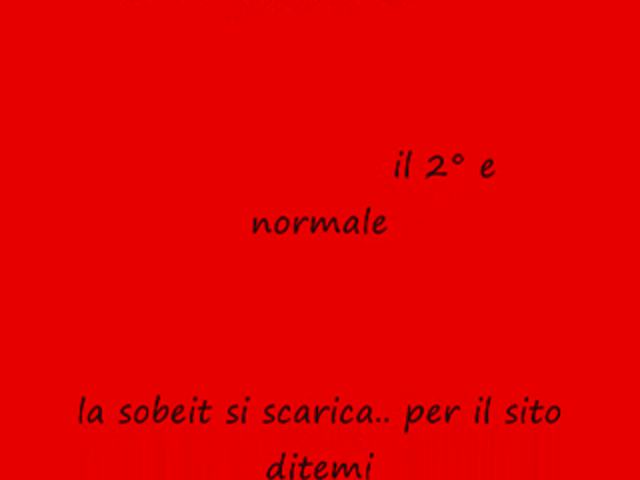 il 2° e
normale
la sobeit si scarica.. per il sito
ditemi